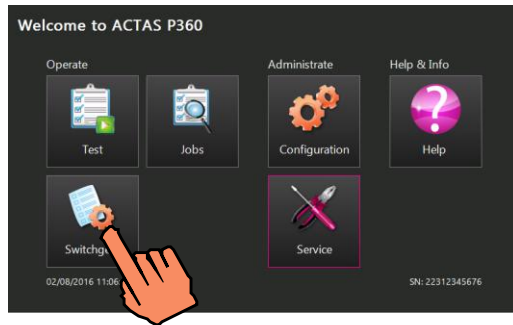 Welcome to ACTAS P360
Operate
Administrate
Help & Info
Test
Jobs
Configuration
Help
Service
02/08/2016 11:06
SN: 22312345676